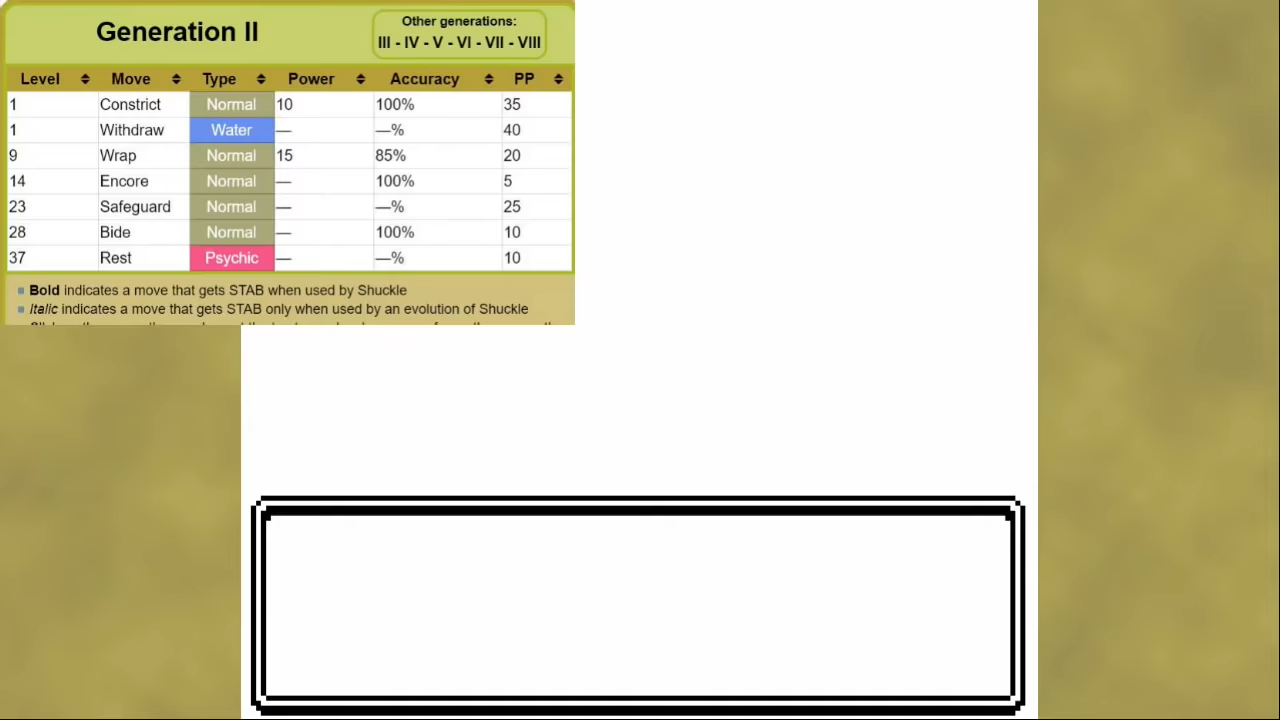 Generation II
Other generations:
III - IV - V - VI - VII - VIII
Level Move Type Power Accuracy PP
1 Constrict Normal 10 100% 35
1 Withdraw Water — —% 40
9 Wrap Normal 15 85% 20
14 Encore Normal — 100% 5
23 Safeguard Normal — —% 25
28 Bide Normal — 100% 10
37 Rest Psychic — —% 10
Bold indicates a move that gets STAB when used by Shuckle
Italic indicates a move that gets STAB only when used by an evolution of Shuckle